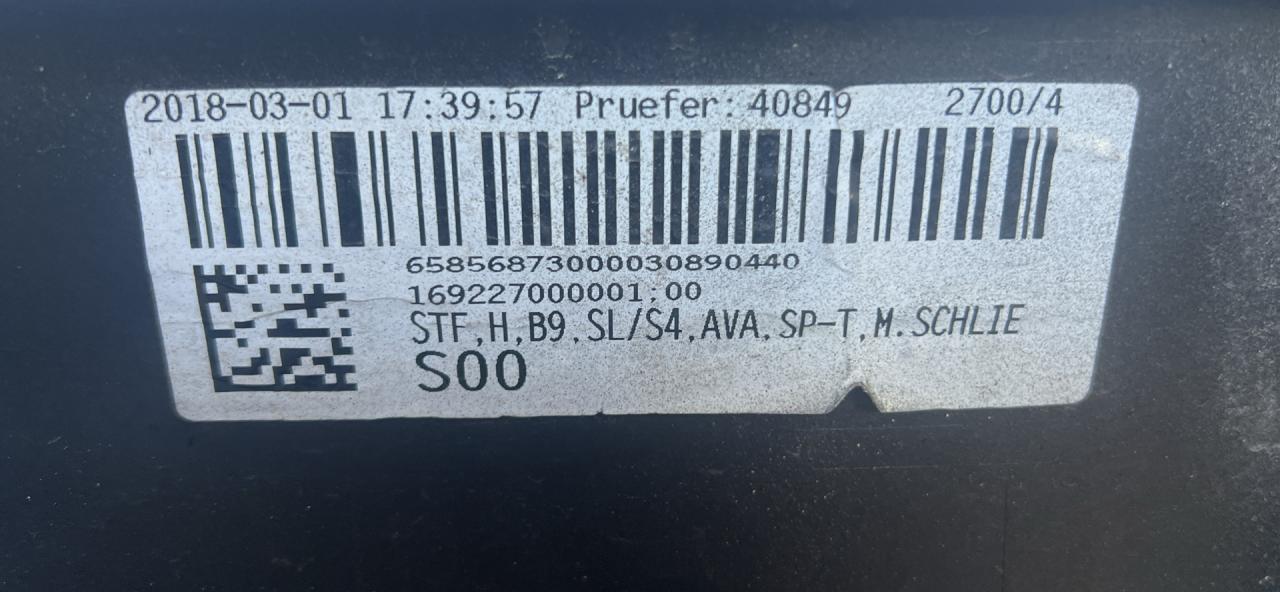 2018-03-01 17:39:57 Pruefer: 40849 2700/4
65856873000030890440
169227000001;00
STF,H,B9,SL/S4,AVA,SP-T,M.SCHLIE
S00